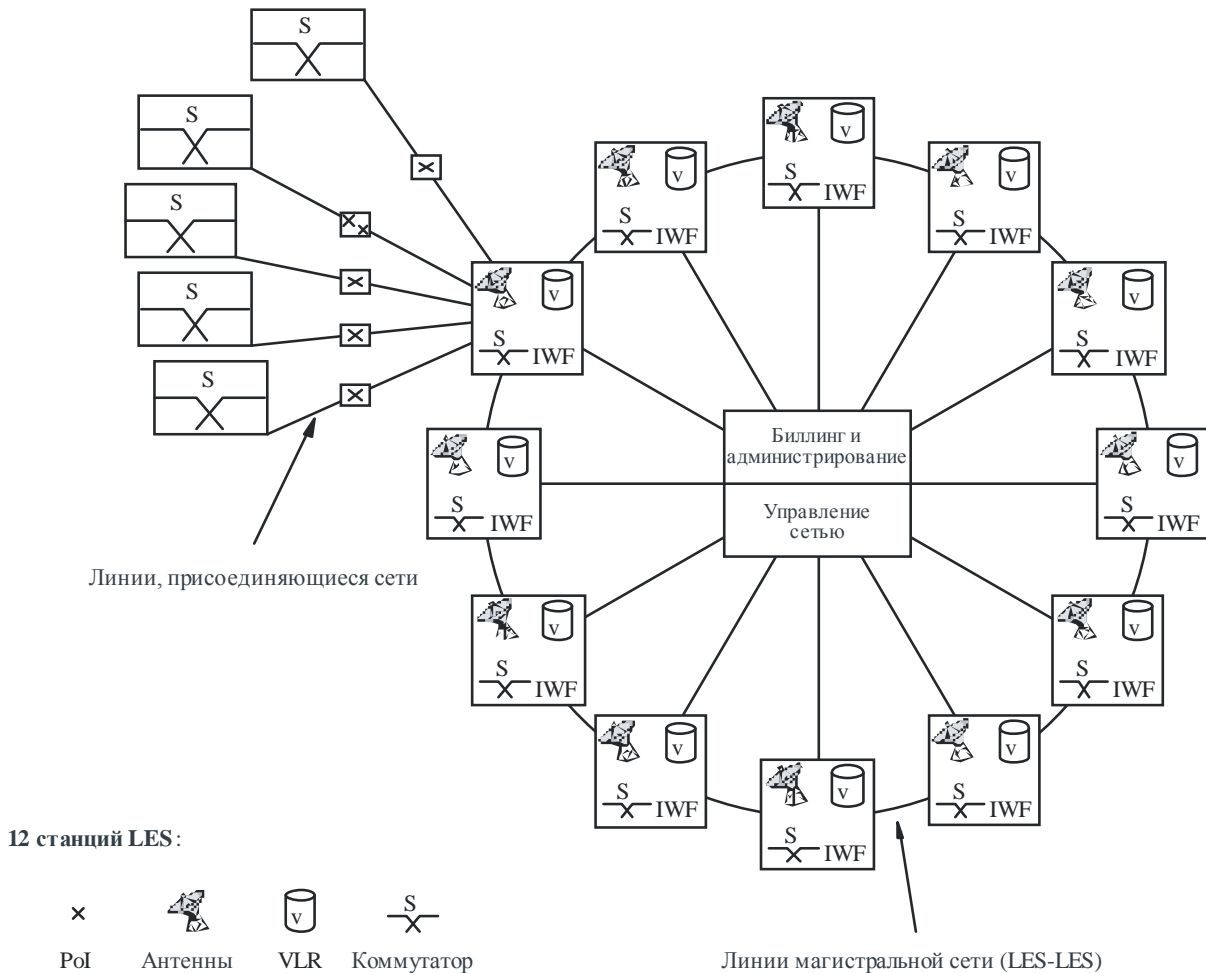 S
S
S
S
S
v
S
IWF
v
S
IWF
v
S
IWF
v
S
IWF
v
S
IWF
v
S
IWF
v
S
IWF
Биллинг и
администрирование
Управление
сетью
Линии, присоединяющиеся сети
v
S
IWF
v
S
IWF
v
S
IWF
v
S
IWF
v
S
IWF
12 станций LES:
v
S
PoI
Антенны
VLR
Коммутатор
Линии магистральной сети (LES-LES)